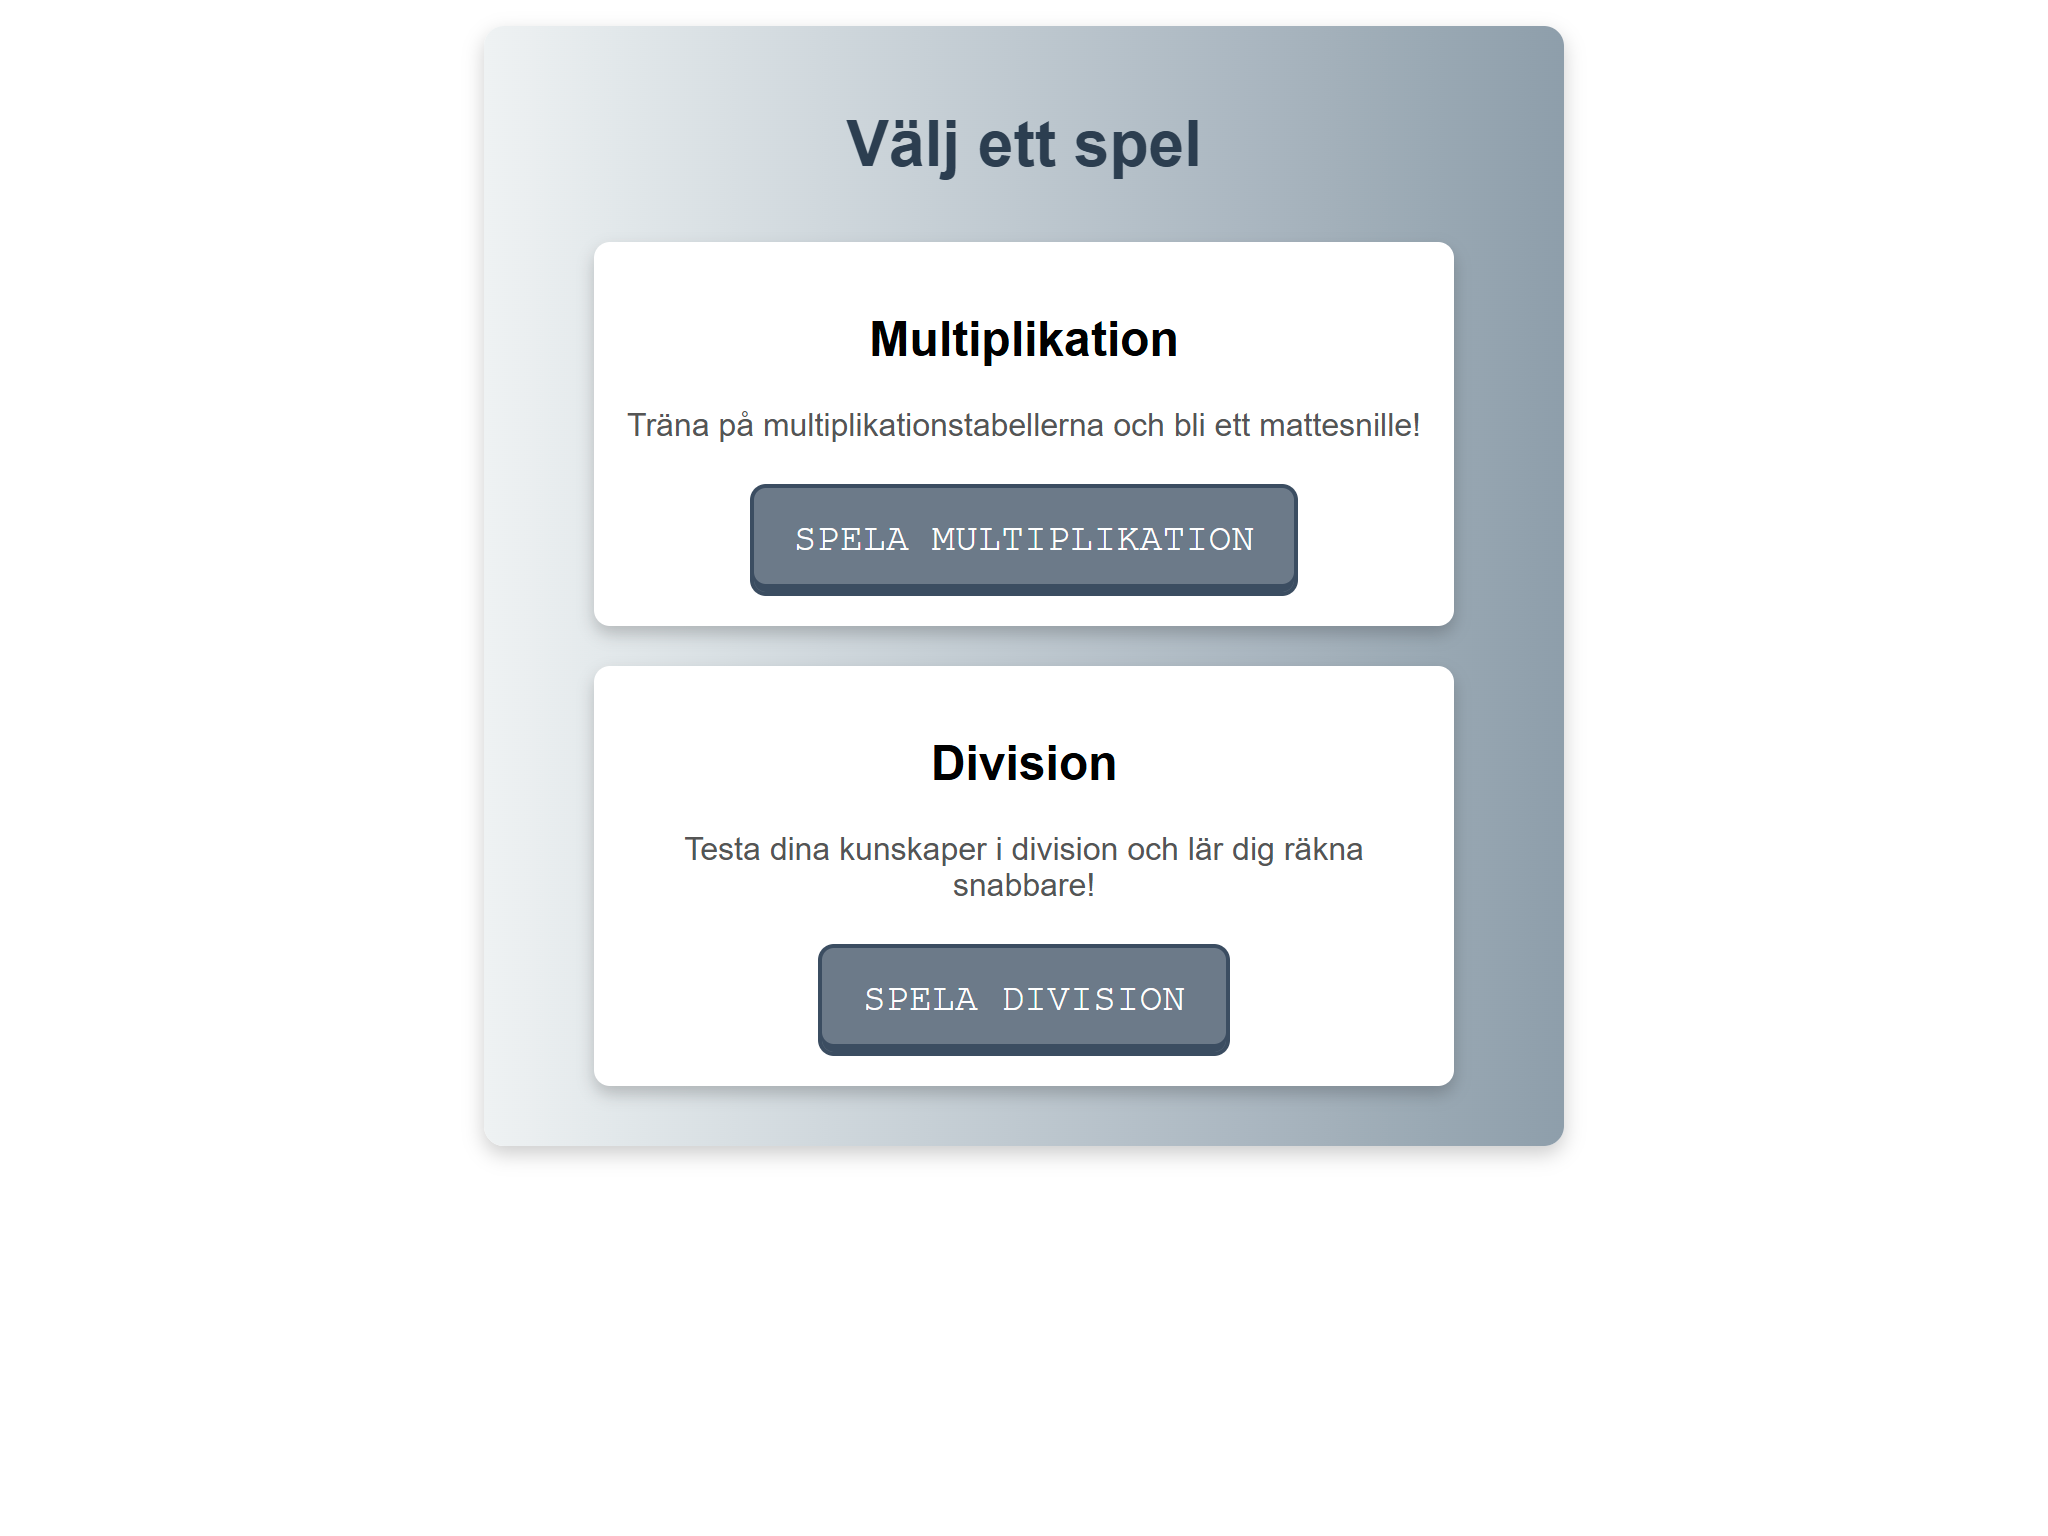 Välj ett spel
Multiplikation
Träna på multiplikationstabellerna och bli ett mattesnille!
SPELA MULTIPLIKATION
Division
Testa dina kunskaper i division och lär dig räkna
snabbare!
SPELA DIVISION